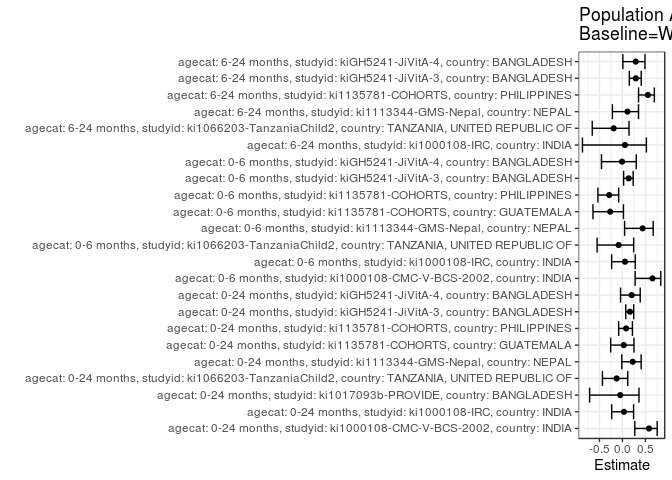 Population A
Baseline=W
agecat: 6-24 months, studyid: kiGH5241-JiVitA-4, country: BANGLADESH
agecat: 6-24 months, studyid: kiGH5241-JiVitA-3, country: BANGLADESH
agecat: 6-24 months, studyid: ki1135781-COHORTS, country: PHILIPPINES
agecat: 6-24 months, studyid: ki1113344-GMS-Nepal, country: NEPAL
agecat: 6-24 months, studyid: ki1066203-TanzaniaChild2, country: TANZANIA, UNITED REPUBLIC OF
agecat: 6-24 months, studyid: ki1000108-IRC, country: INDIA
agecat: 0-6 months, studyid: kiGH5241-JiVitA-4, country: BANGLADESH
agecat: 0-6 months, studyid: kiGH5241-JiVitA-3, country: BANGLADESH
agecat: 0-6 months, studyid: ki1135781-COHORTS, country: PHILIPPINES
agecat: 0-6 months, studyid: ki1135781-COHORTS, country: GUATEMALA
agecat: 0-6 months, studyid: ki1113344-GMS-Nepal, country: NEPAL
agecat: 0-6 months, studyid: ki1066203-TanzaniaChild2, country: TANZANIA, UNITED REPUBLIC OF
agecat: 0-6 months, studyid: ki1000108-IRC, country: INDIA
agecat: 0-6 months, studyid: ki1000108-CMC-V-BCS-2002, country: INDIA
agecat: 0-24 months, studyid: kiGH5241-JiVitA-4, country: BANGLADESH
agecat: 0-24 months, studyid: kiGH5241-JiVitA-3, country: BANGLADESH
agecat: 0-24 months, studyid: ki1135781-COHORTS, country: PHILIPPINES
agecat: 0-24 months, studyid: ki1135781-COHORTS, country: GUATEMALA
agecat: 0-24 months, studyid: ki1113344-GMS-Nepal, country: NEPAL
agecat: 0-24 months, studyid: ki1066203-TanzaniaChild2, country: TANZANIA, UNITED REPUBLIC OF
agecat: 0-24 months, studyid: ki1017093b-PROVIDE, country: BANGLADESH
agecat: 0-24 months, studyid: ki1000108-IRC, country: INDIA
agecat: 0-24 months, studyid: ki1000108-CMC-V-BCS-2002, country: INDIA
-0.5 0.0 0.5
Estimate